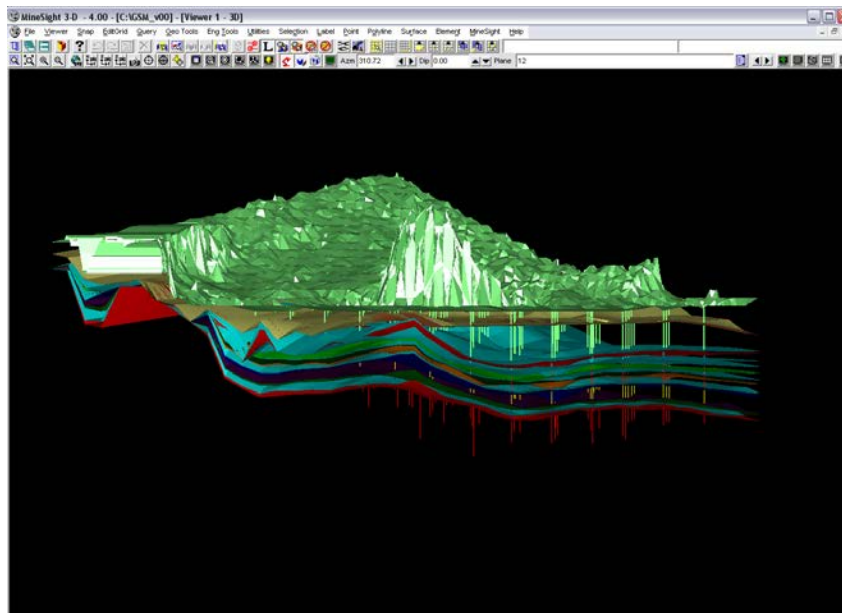 MineSight 3-D - 4.00 - [C:\GSM_v00] - [Viewer 1 - 3D]
File Viewer Snap EditGrid Query Geo Tools Eng Tools Utilities Selection Label Point Polyline Surface Element MineSight Help
Azm 310.72 Dip 0.00 Plane 12